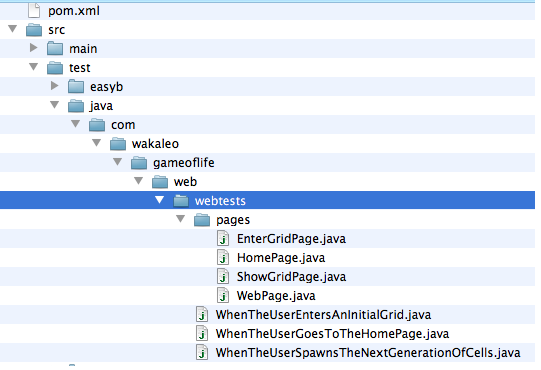 pom.xml
src
main
test
easyb
java
com
wakaleo
gameoflife
web
webtests
pages
EnterGridPage.java
HomePage.java
ShowGridPage.java
WebPage.java
WhenTheUserEntersAnInitialGrid.java
WhenTheUserGoesToTheHomePage.java
WhenTheUserSpawnsTheNextGenerationOfCells.java